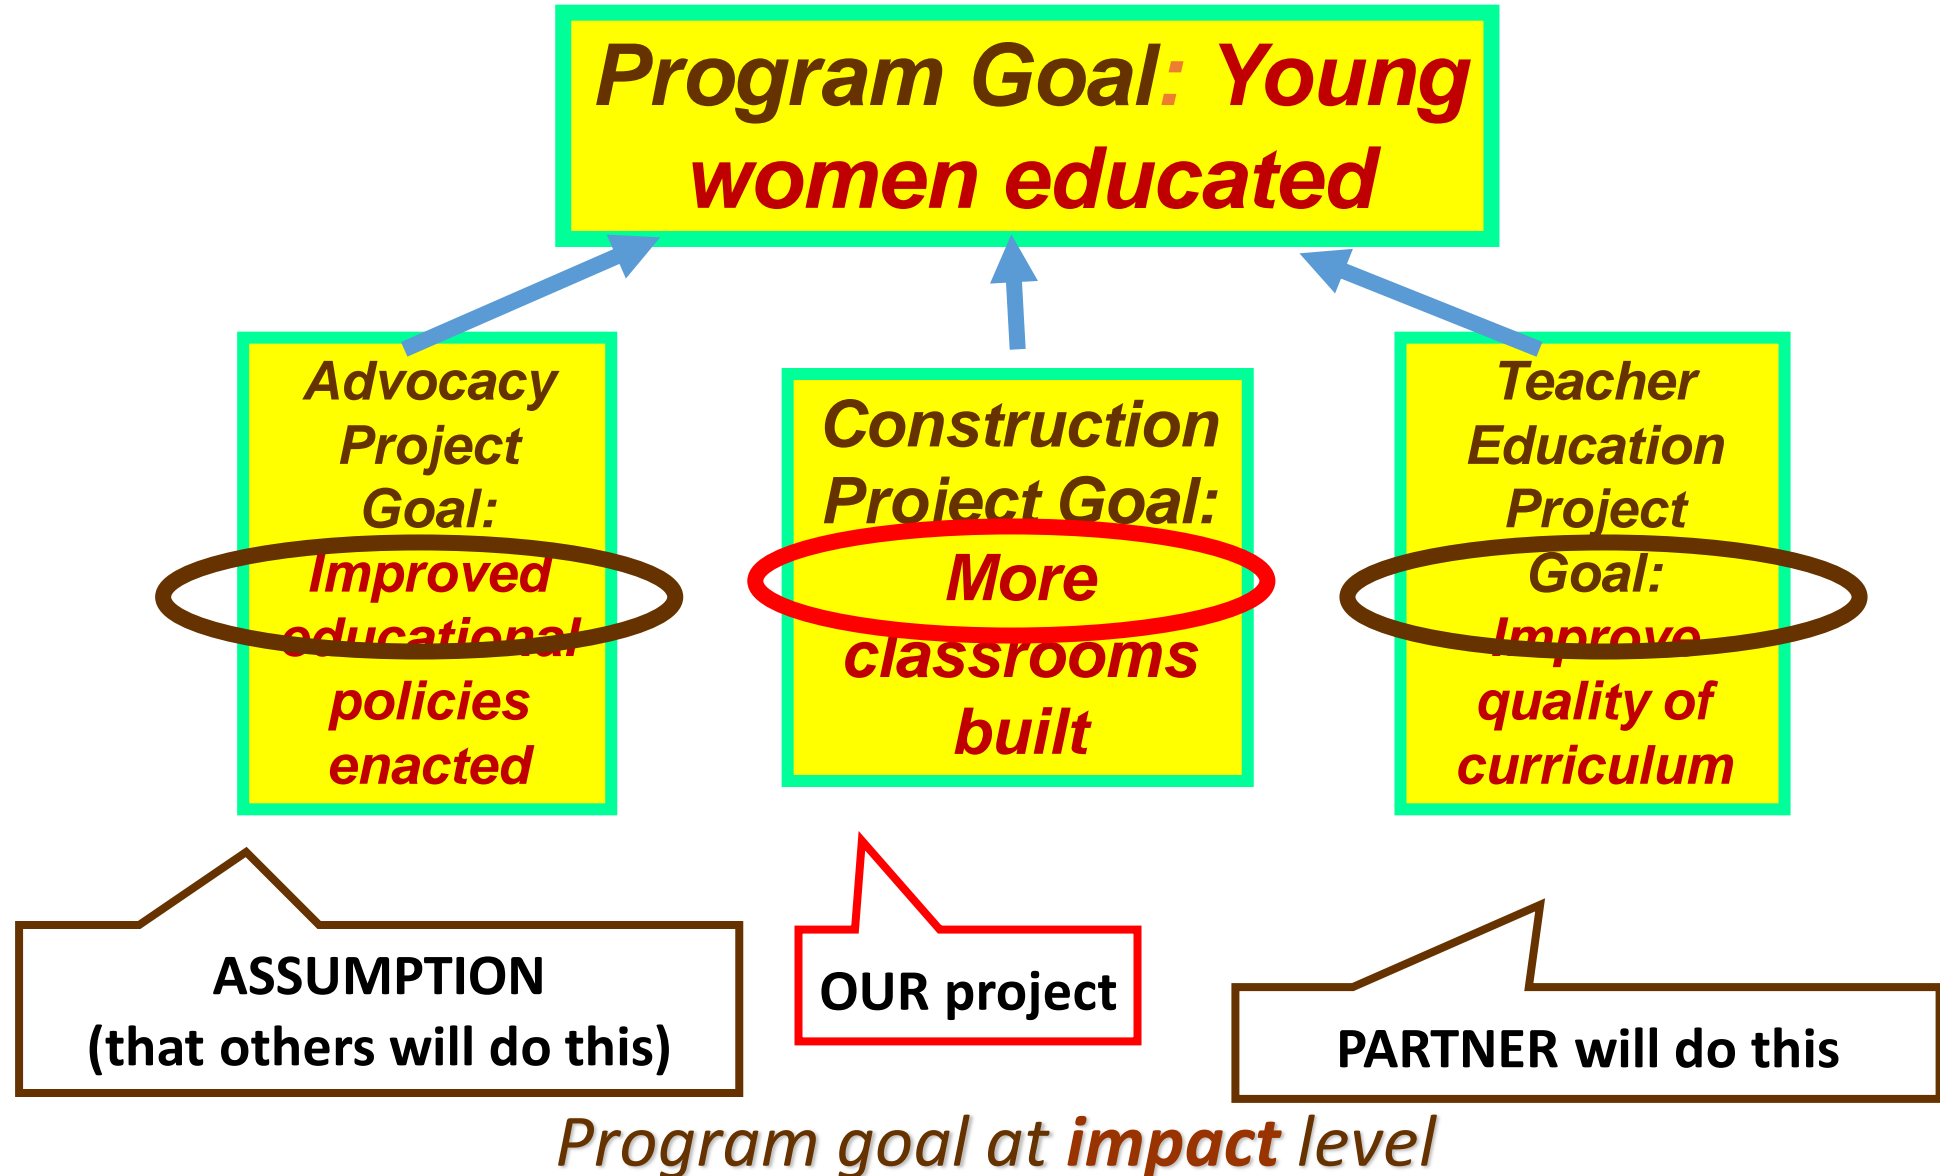 Program Goal: Young
women educated
Advocacy
Project
Goal:
Improved
educational
policies
enacted
Construction
Project Goal:
More
classrooms
built
Teacher
Education
Project
Goal:
Improve
quality of
curriculum
ASSUMPTION
(that others will do this)
OUR project
PARTNER will do this
Program goal at impact level